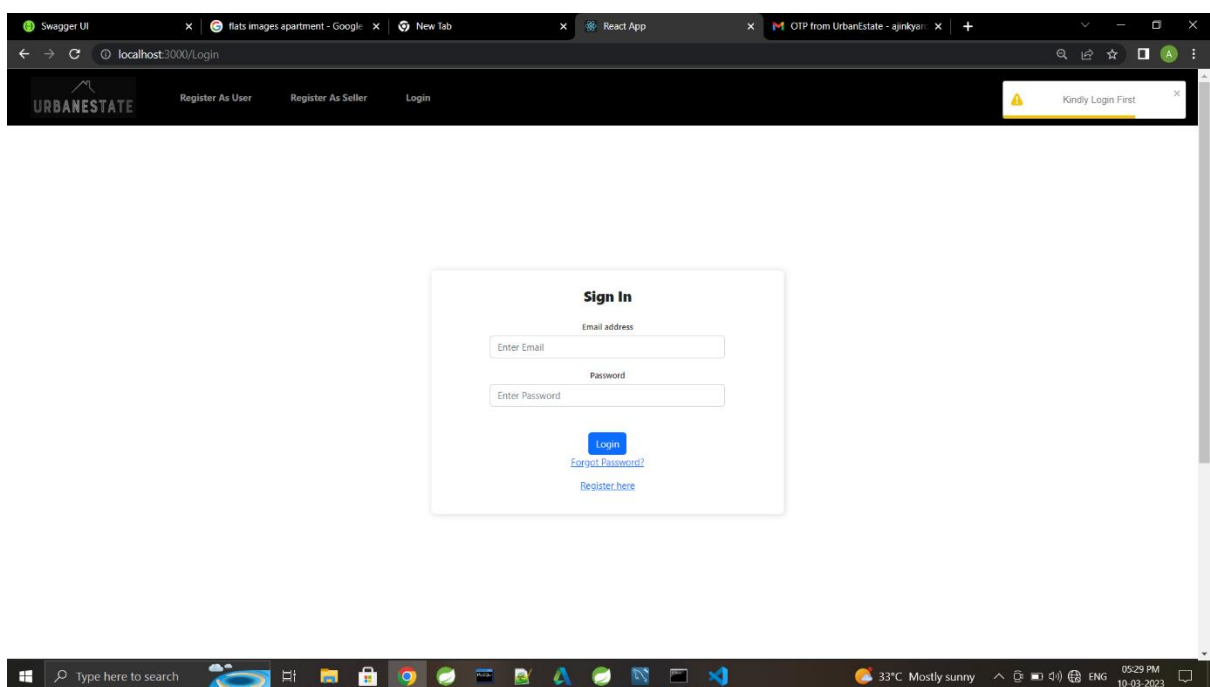 Swagger UI
flats images apartment - Google
New Tab
React App
OTP from UrbanEstate - ajinkyan
localhost:3000/Login
A
URBANESTATE
Register As User
Register As Seller
Login
Kindly Login First
Sign In
Email address
Enter Email
Password
Enter Password
Login
Forgot Password?
Register here
Type here to search
33°C Mostly sunny
ENG
05:29 PM
10-03-2023